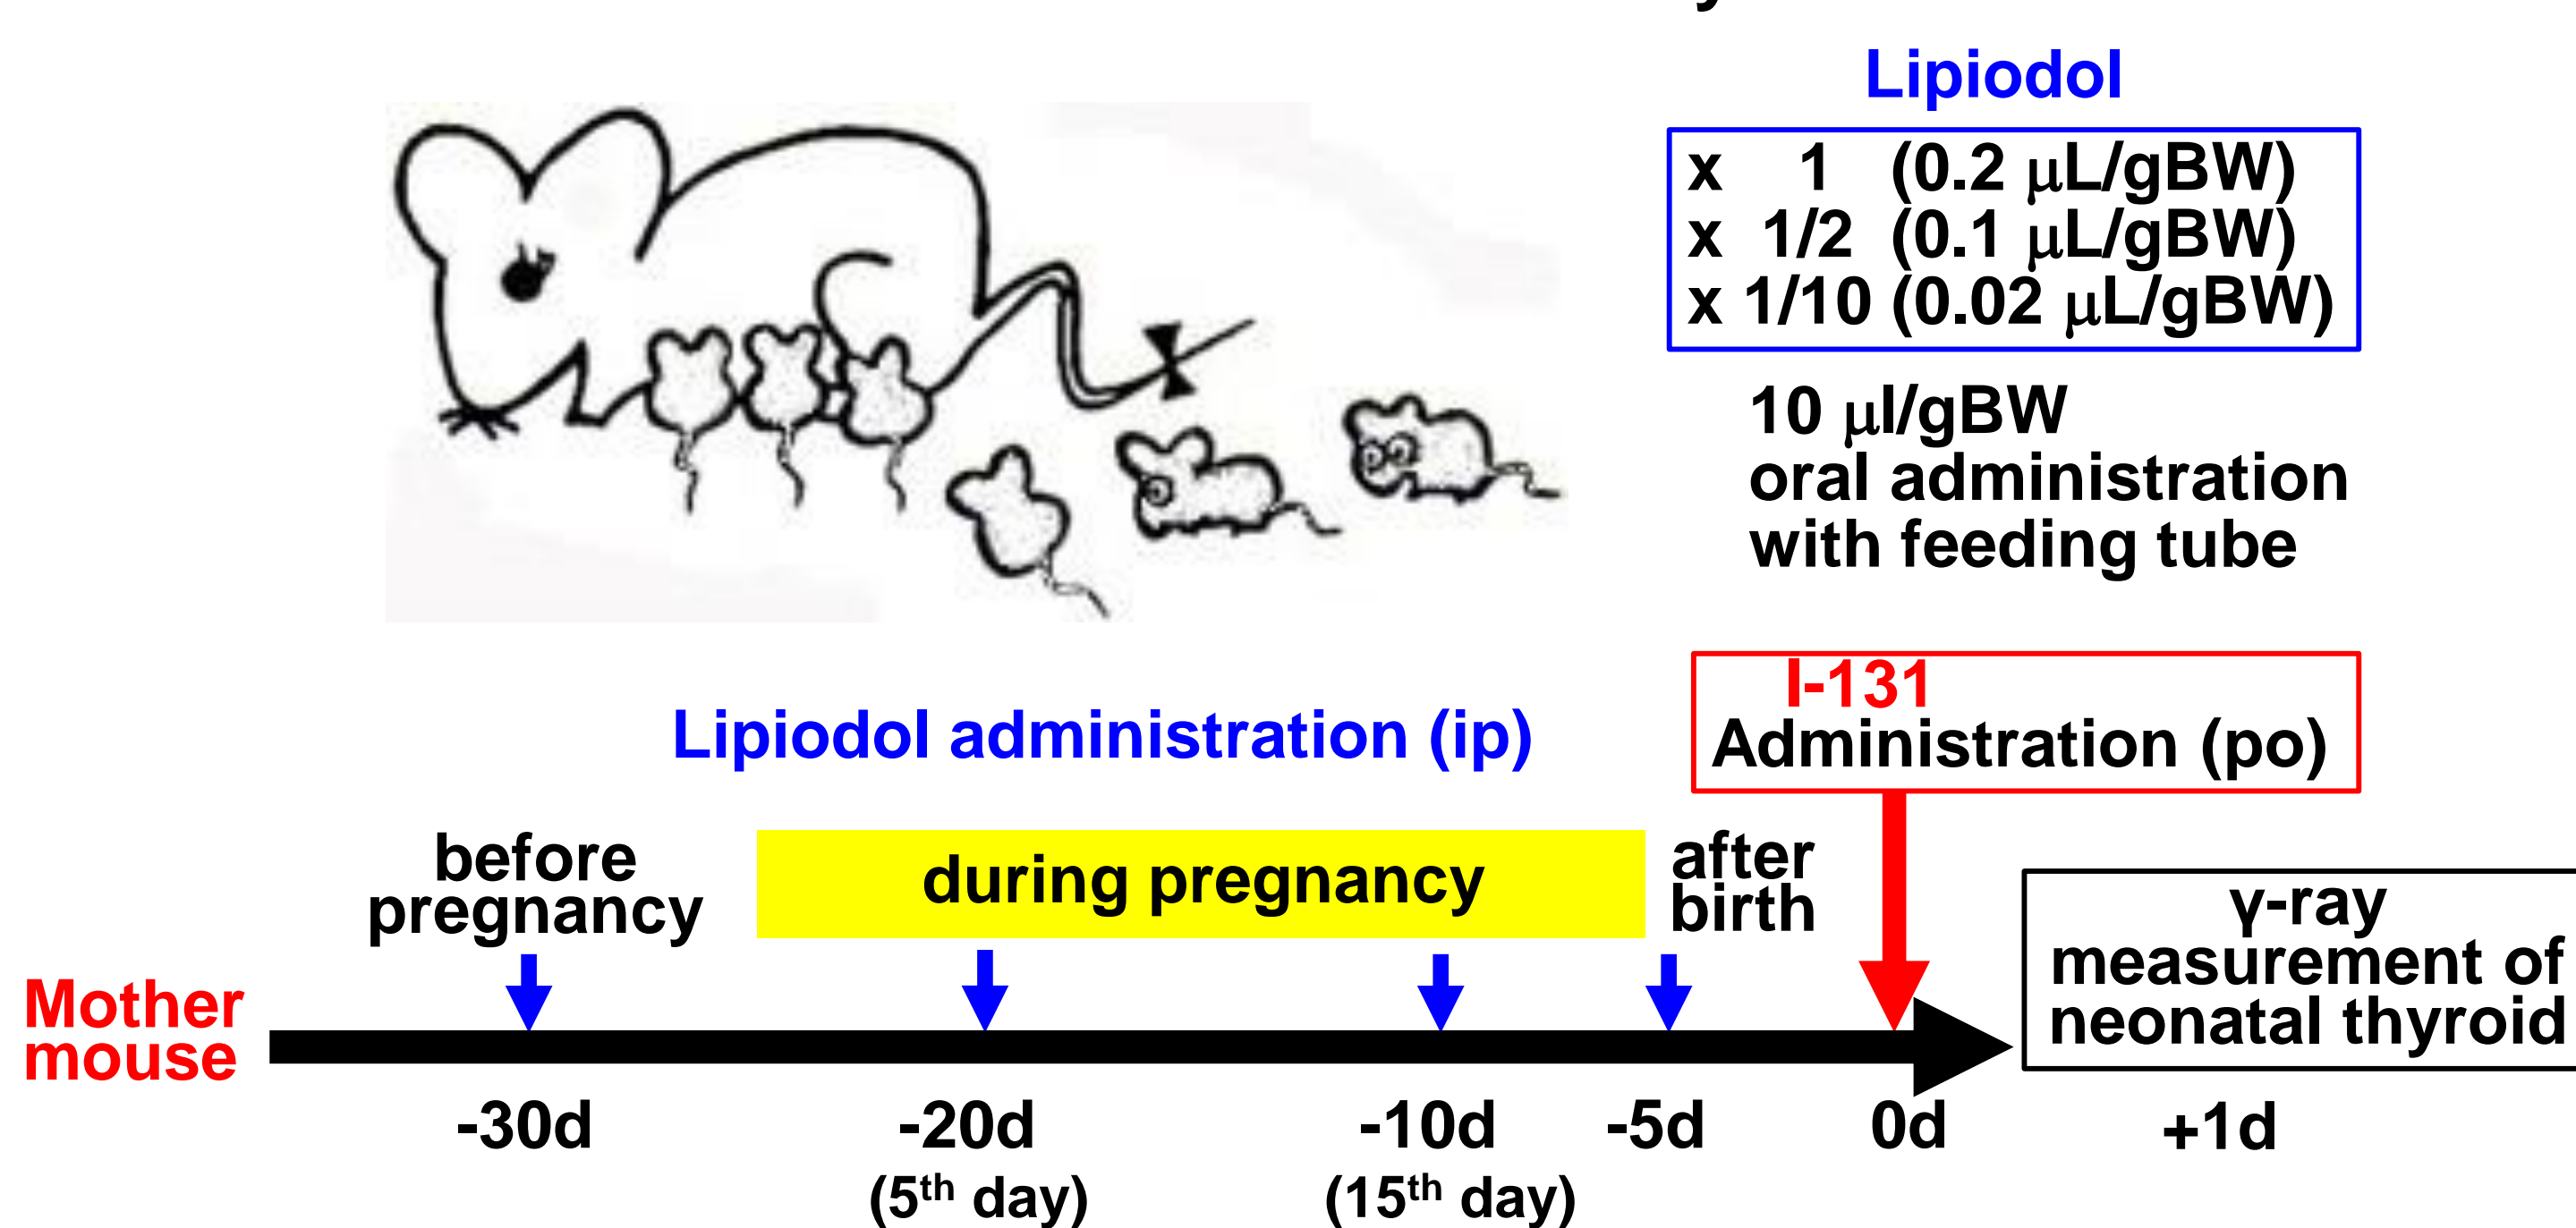 Lipiodol
x 1 (0.2 μL/gBW)
x 1/2 (0.1 μL/gBW)
x 1/10 (0.02 μL/gBW)
10 μl/gBW
oral administration
with feeding tube
I-131
Administration (po)
Lipiodol administration (ip)
before
pregnancy
during pregnancy
after
birth
γ-ray
measurement of
neonatal thyroid
Mother
mouse
-30d -20d -10d -5d 0d +1d
(5th day) (15th day)